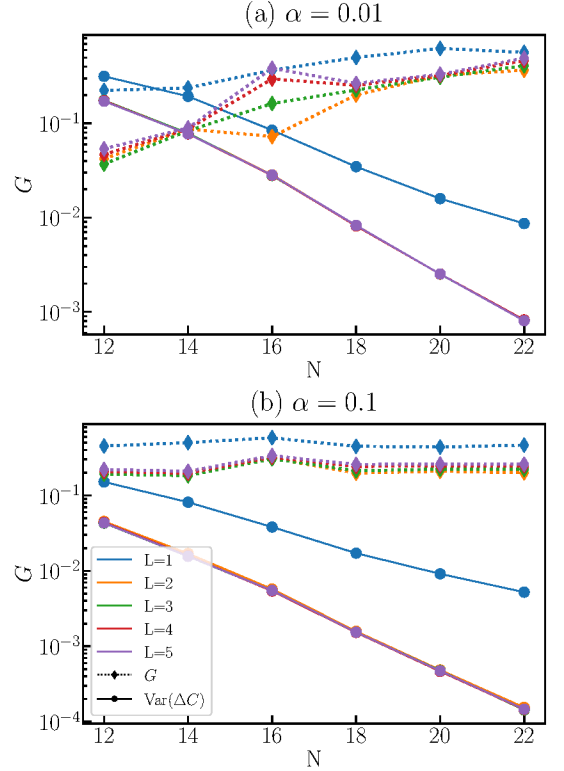 (a) α = 0.01
10⁻¹
10⁻²
10⁻³
G
12 14 16 18 20 22
N
(b) α = 0.1
10⁻¹
10⁻²
10⁻³
10⁻⁴
G
L=1
L=2
L=3
L=4
L=5
G
Var(ΔC)
12 14 16 18 20 22
N